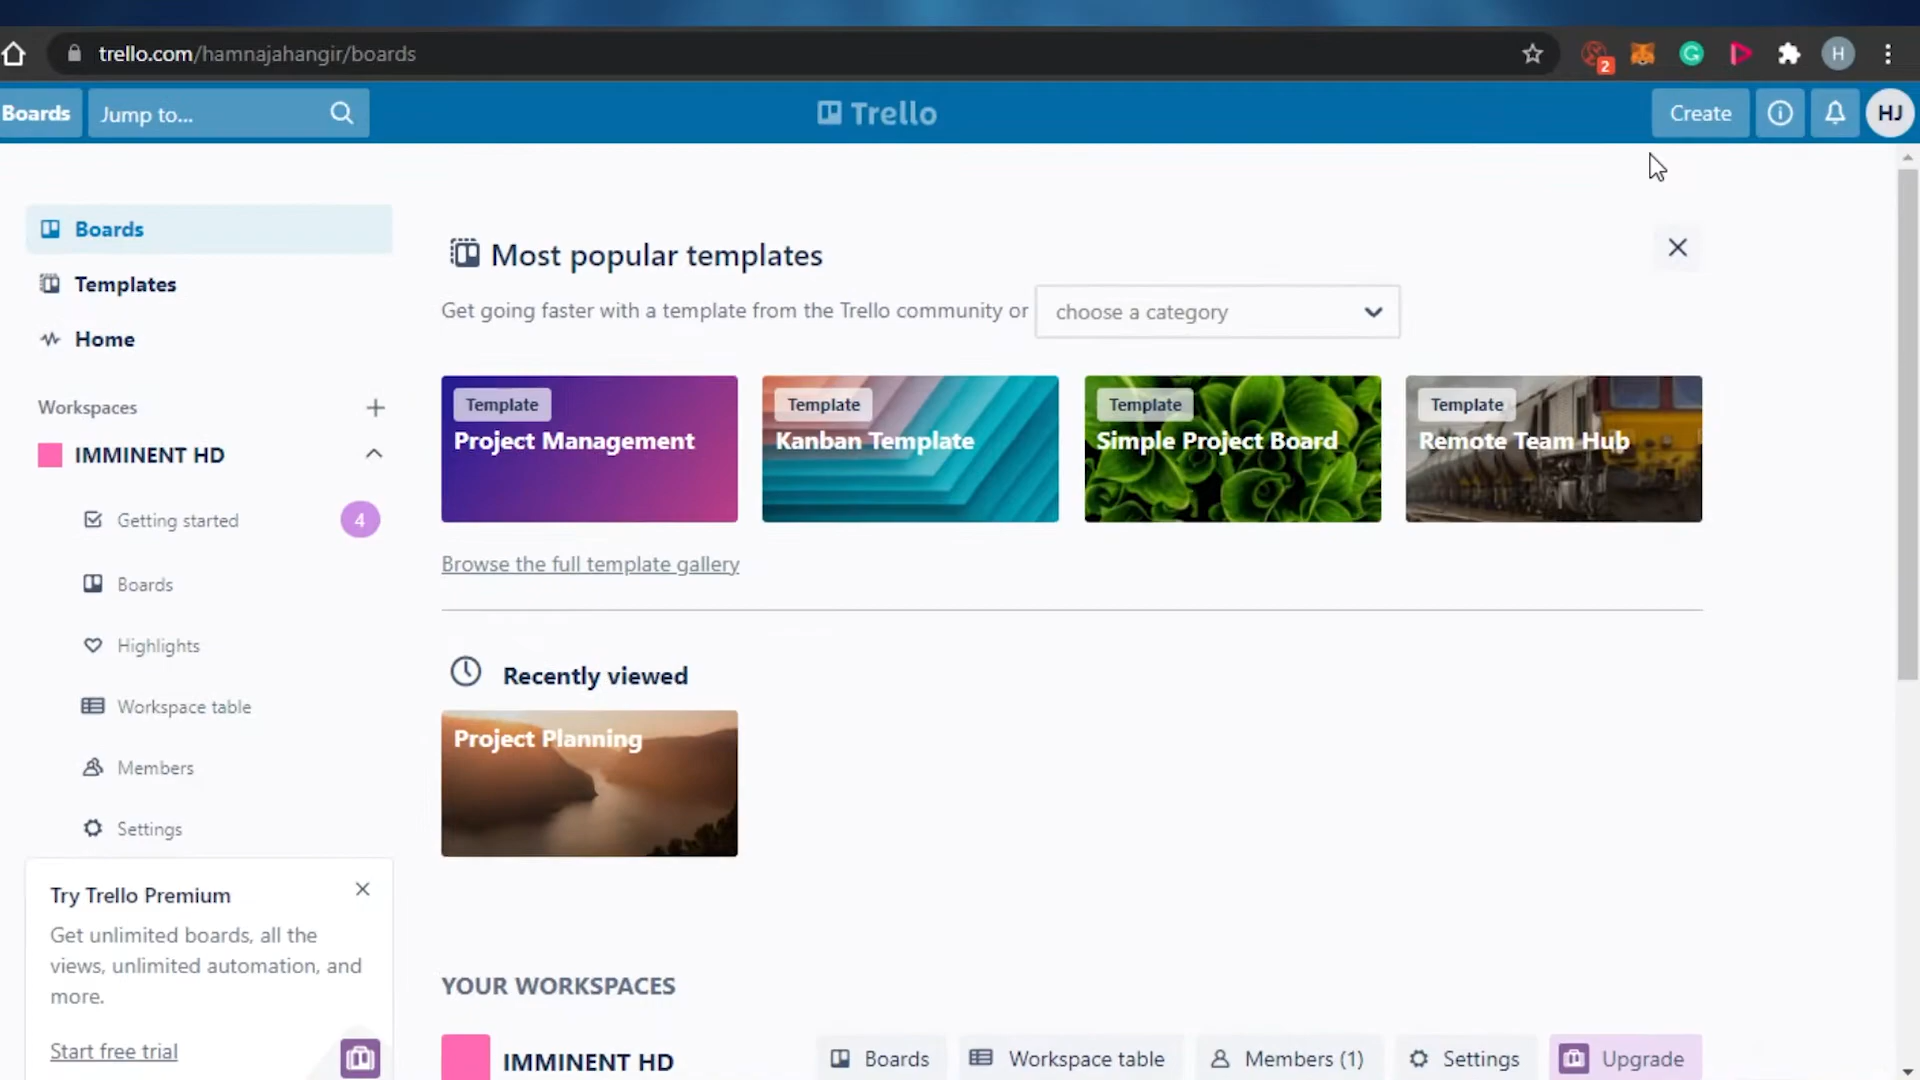 trello.com/hamnajahangir/boards
2
H
Boards
Jump to...
Trello
Create
HJ
Boards
Templates
Home
Workspaces
IMMINENT HD
Getting started
4
Boards
Highlights
Workspace table
Members
Settings
Try Trello Premium
Get unlimited boards, all the
views, unlimited automation, and
more.
Start free trial
Most popular templates
Get going faster with a template from the Trello community or
choose a category
Template
Project Management
Template
Kanban Template
Template
Simple Project Board
Template
Remote Team Hub
Browse the full template gallery
Recently viewed
Project Planning
YOUR WORKSPACES
IMMINENT HD
Boards
Workspace table
Members (1)
Settings
Upgrade